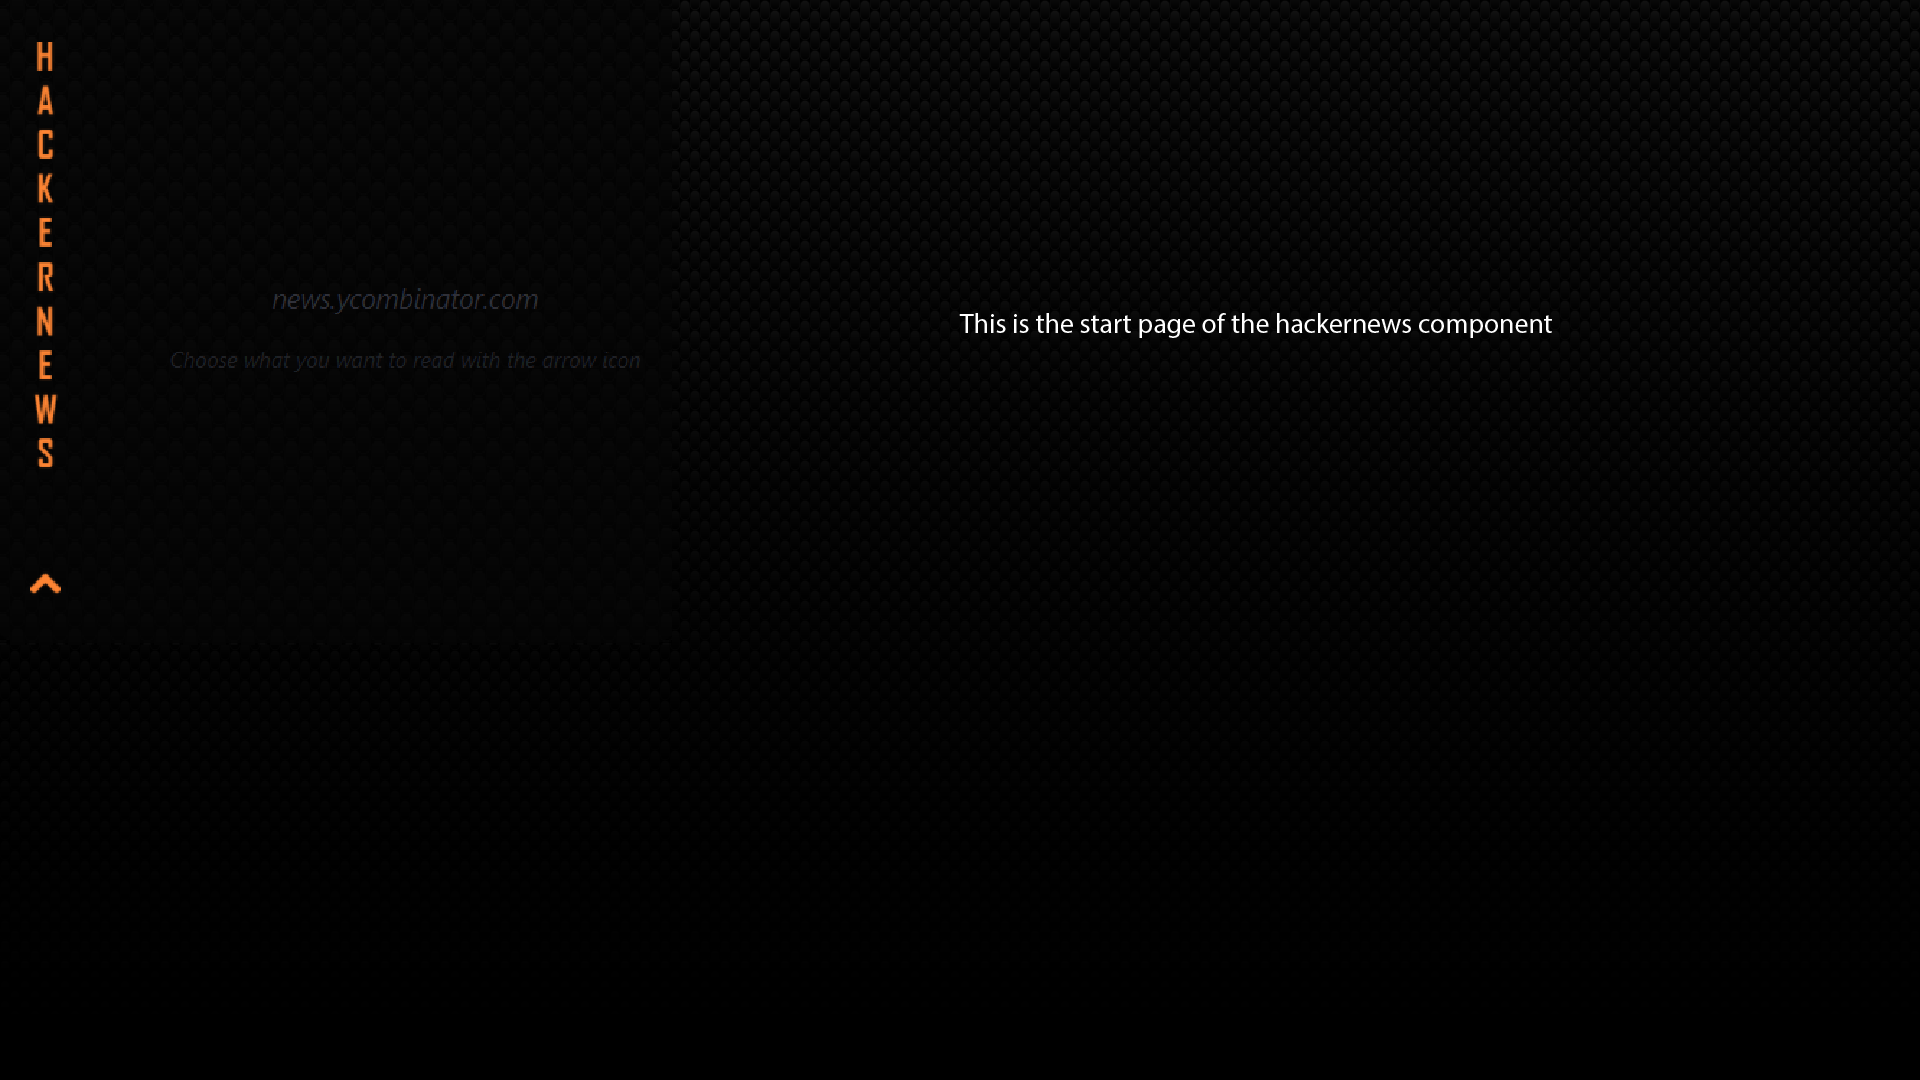 HACKERNEWS
news.ycombinator.com
Choose what you want to read with the arrow icon
This is the start page of the hackernews component